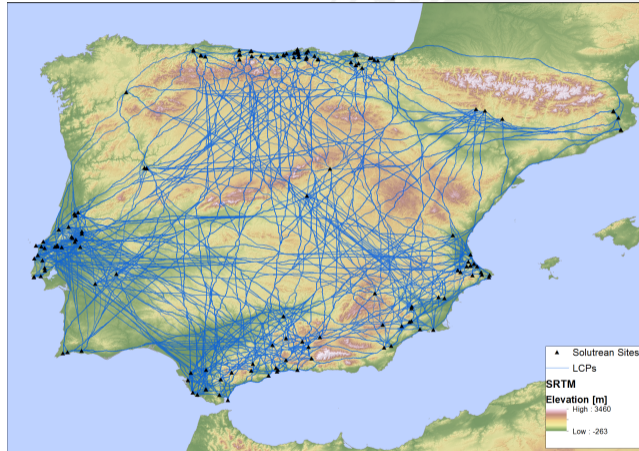 Solutrean Sites
LCPs
SRTM
Elevation [m]
High : 3460
Low : -263